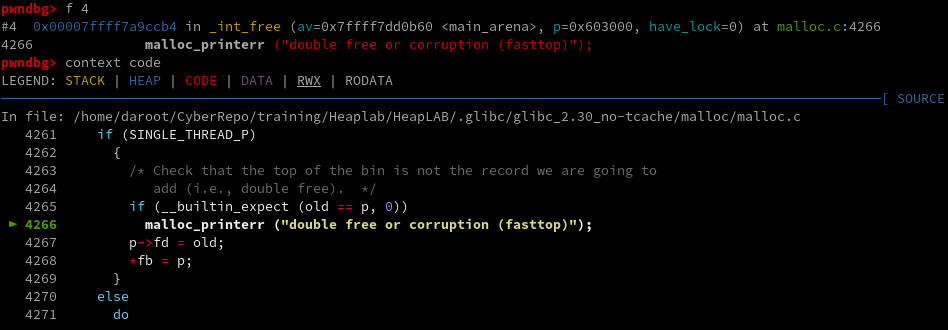 pwndbg> f 4
#4  0x00007ffff7a9ccb4 in _int_free (av=0x7ffff7dd0b60 <main_arena>, p=0x603000, have_lock=0) at malloc.c:4266
4266              malloc_printerr ("double free or corruption (fasttop)");
pwndbg> context code
LEGEND: STACK | HEAP | CODE | DATA | RWX | RODATA
[ SOURCE
In file: /home/daroot/CyberRepo/training/Heaplab/HeapLAB/.glibc/glibc_2.30_no-tcache/malloc/malloc.c
   4261     if (SINGLE_THREAD_P)
   4262       {
   4263         /* Check that the top of the bin is not the record we are going to
   4264            add (i.e., double free).  */
   4265         if (__builtin_expect (old == p, 0))
 ► 4266           malloc_printerr ("double free or corruption (fasttop)");
   4267         p->fd = old;
   4268         *fb = p;
   4269       }
   4270     else
   4271       do